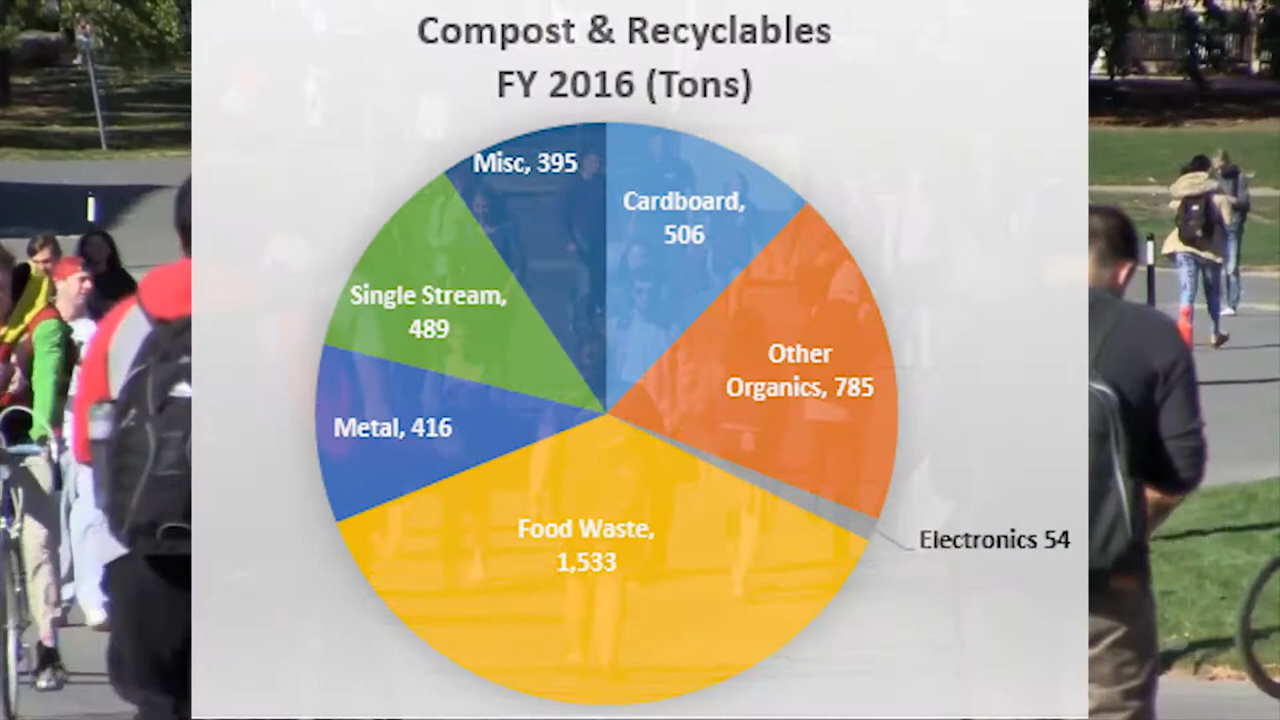 Compost & Recyclables
FY 2016 (Tons)
Misc, 395
Cardboard,
506
Single Stream,
489
Other
Organics, 785
Metal, 416
Food Waste,
1,533
Electronics 54